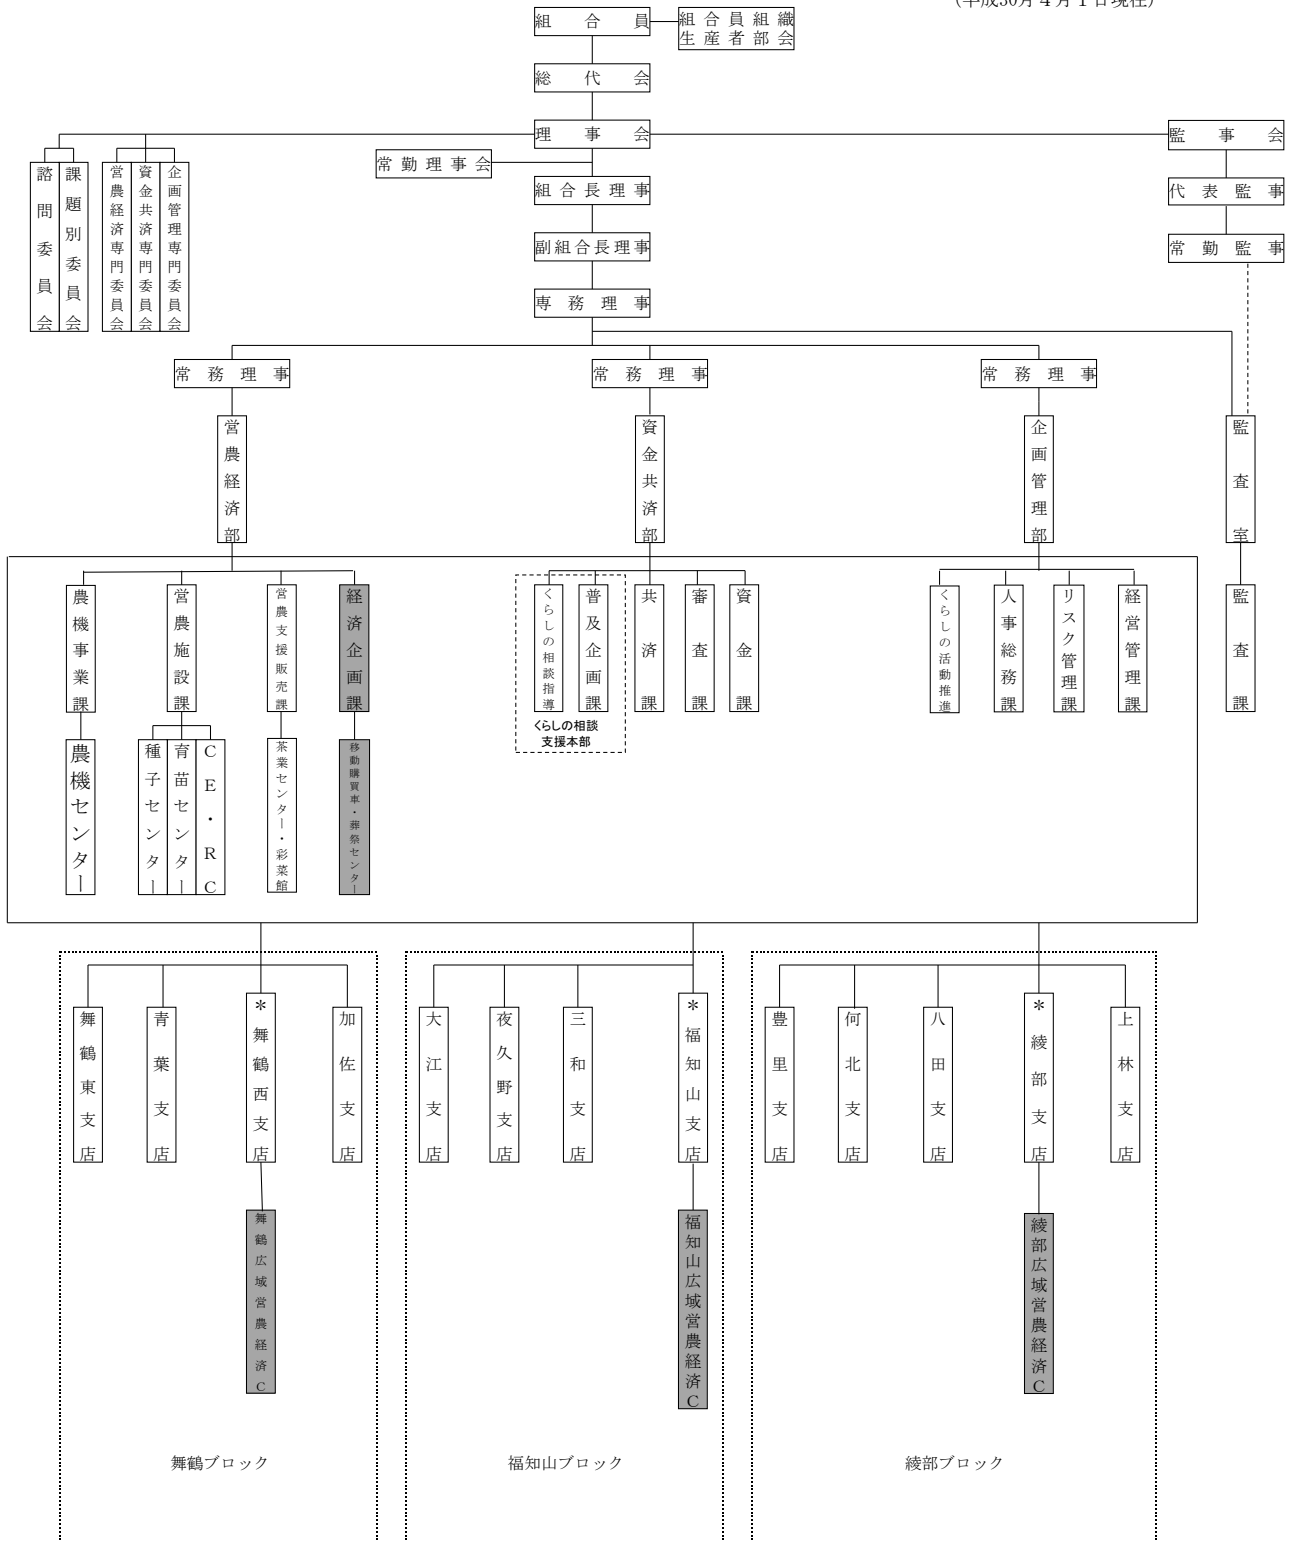 (平成30月４月１日現在)
組合員
組合員組織
生産者部会
総代会
理事会
監事会
常勤理事会
組合長理事
代表監事
副組合長理事
常勤監事
専務理事
諮問委員会
課題別委員会
営農経済専門委員会
資金共済専門委員会
企画管理専門委員会
常務理事
常務理事
常務理事
営農経済部
資金共済部
企画管理部
監査室
農機事業課
営農施設課
営農支援販売課
経済企画課
くらしの相談指導
普及企画課
共済課
審査課
資金課
くらしの活動推進
人事総務課
リスク管理課
経営管理課
監査課
くらしの相談
支援本部
農機センター
種子センター
育苗センター
CE・RC
茶業センター・彩菜館
移動購買車・葬祭センター
舞鶴東支店
青葉支店
＊舞鶴西支店
加佐支店
大江支店
夜久野支店
三和支店
＊福知山支店
豊里支店
何北支店
八田支店
＊綾部支店
上林支店
舞鶴広域営農経済C
福知山広域営農経済C
綾部広域営農経済C
舞鶴ブロック
福知山ブロック
綾部ブロック